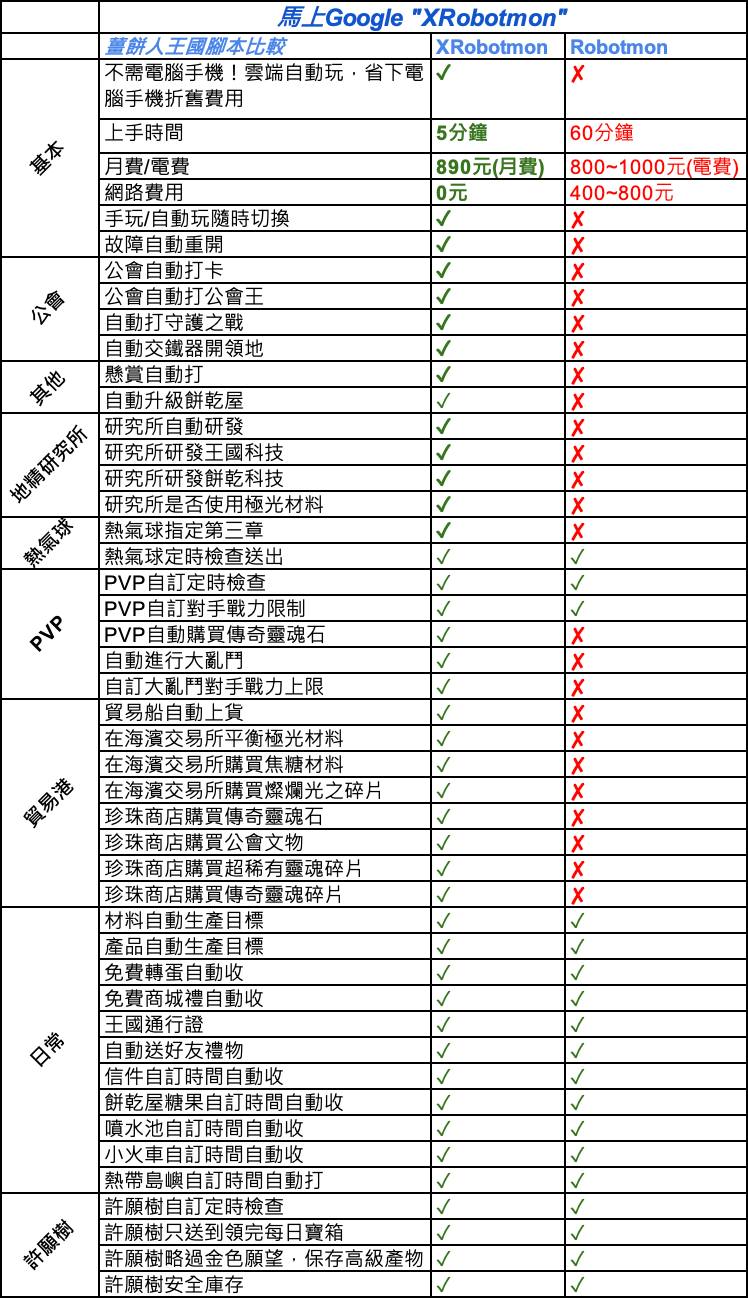 馬上Google "XRobotmon"
薑餅人王國腳本比較 XRobotmon Robotmon
基本
不需電腦手機！雲端自動玩，省下電 ✓ ✗
腦手機折舊費用
上手時間 5分鐘 60分鐘
月費/電費 890元(月費) 800~1000元(電費)
網路費用 0元 400~800元
手玩/自動玩隨時切換 ✓ ✗
故障自動重開 ✓ ✗
公會
公會自動打卡 ✓ ✗
公會自動打公會王 ✓ ✗
自動打守護之戰 ✓ ✗
自動交鐵器開領地 ✓ ✗
其他
懸賞自動打 ✓ ✗
自動升級餅乾屋 ✓ ✗
地精研究所
研究所自動研發 ✓ ✗
研究所研發王國科技 ✓ ✗
研究所研發餅乾科技 ✓ ✗
研究所是否使用極光材料 ✓ ✗
熱氣球
熱氣球指定第三章 ✓ ✗
熱氣球定時檢查送出 ✓ ✓
PVP
PVP自訂定時檢查 ✓ ✓
PVP自訂對手戰力限制 ✓ ✓
PVP自動購買傳奇靈魂石 ✓ ✗
自動進行大亂鬥 ✓ ✗
自訂大亂鬥對手戰力上限 ✓ ✗
貿易港
貿易船自動上貨 ✓ ✗
在海濱交易所平衡極光材料 ✓ ✗
在海濱交易所購買焦糖材料 ✓ ✗
在海濱交易所購買燦爛光之碎片 ✓ ✗
珍珠商店購買傳奇靈魂石 ✓ ✗
珍珠商店購買公會文物 ✓ ✗
珍珠商店購買超稀有靈魂碎片 ✓ ✗
珍珠商店購買傳奇靈魂碎片 ✓ ✗
日常
材料自動生產目標 ✓ ✓
產品自動生產目標 ✓ ✓
免費轉蛋自動收 ✓ ✓
免費商城禮自動收 ✓ ✓
王國通行證 ✓ ✓
自動送好友禮物 ✓ ✓
信件自訂時間自動收 ✓ ✓
餅乾屋糖果自訂時間自動收 ✓ ✓
噴水池自訂時間自動收 ✓ ✓
小火車自訂時間自動收 ✓ ✓
熱帶島嶼自訂時間自動打 ✓ ✓
許願樹
許願樹自訂定時檢查 ✓ ✓
許願樹只送到領完每日寶箱 ✓ ✓
許願樹略過金色願望，保存高級產物 ✓ ✓
許願樹安全庫存 ✓ ✓